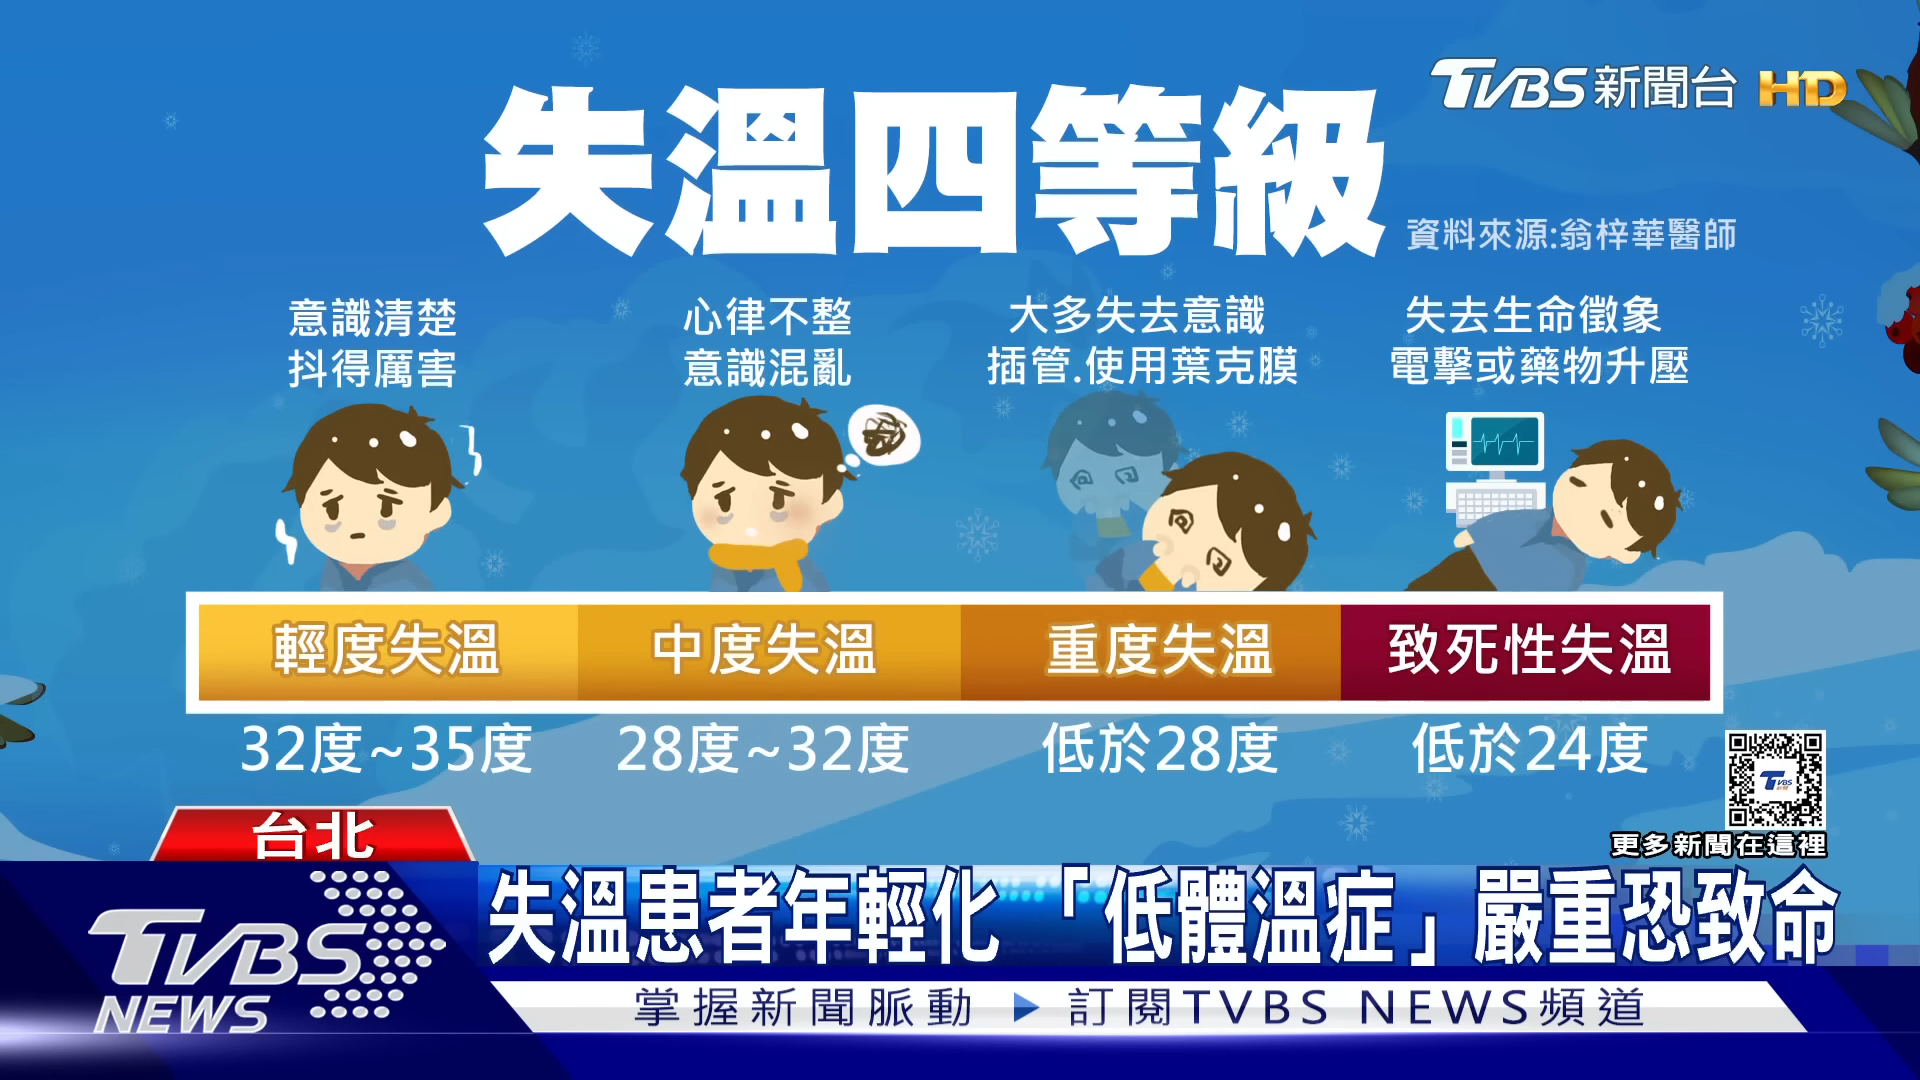 TVBS新聞台 HD
失溫四等級
資料來源:翁梓華醫師
意識清楚
抖得厲害
心律不整
意識混亂
大多失去意識
插管.使用葉克膜
失去生命徵象
電擊或藥物升壓
輕度失溫
中度失溫
重度失溫
致死性失溫
32度~35度
28度~32度
低於28度
低於24度
TVBS
新聞
更多新聞在這裡
台北
失溫患者年輕化「低體溫症」嚴重恐致命
TVBS
NEWS
掌握新聞脈動 ▶ 訂閱TVBS NEWS頻道